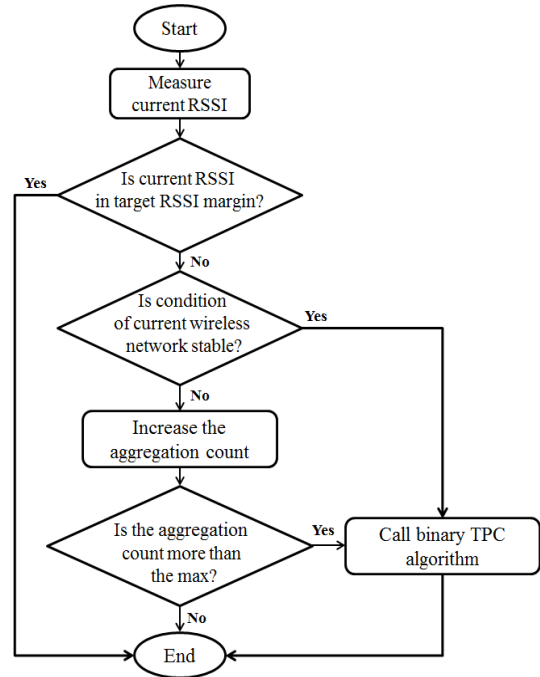 Start
Measure
current RSSI
Yes
Is current RSSI
in target RSSI margin?
No
Is condition
of current wireless
network stable?
Yes
No
Increase the
aggregation count
Is the aggregation
count more than
the max?
Yes
Call binary TPC
algorithm
No
End